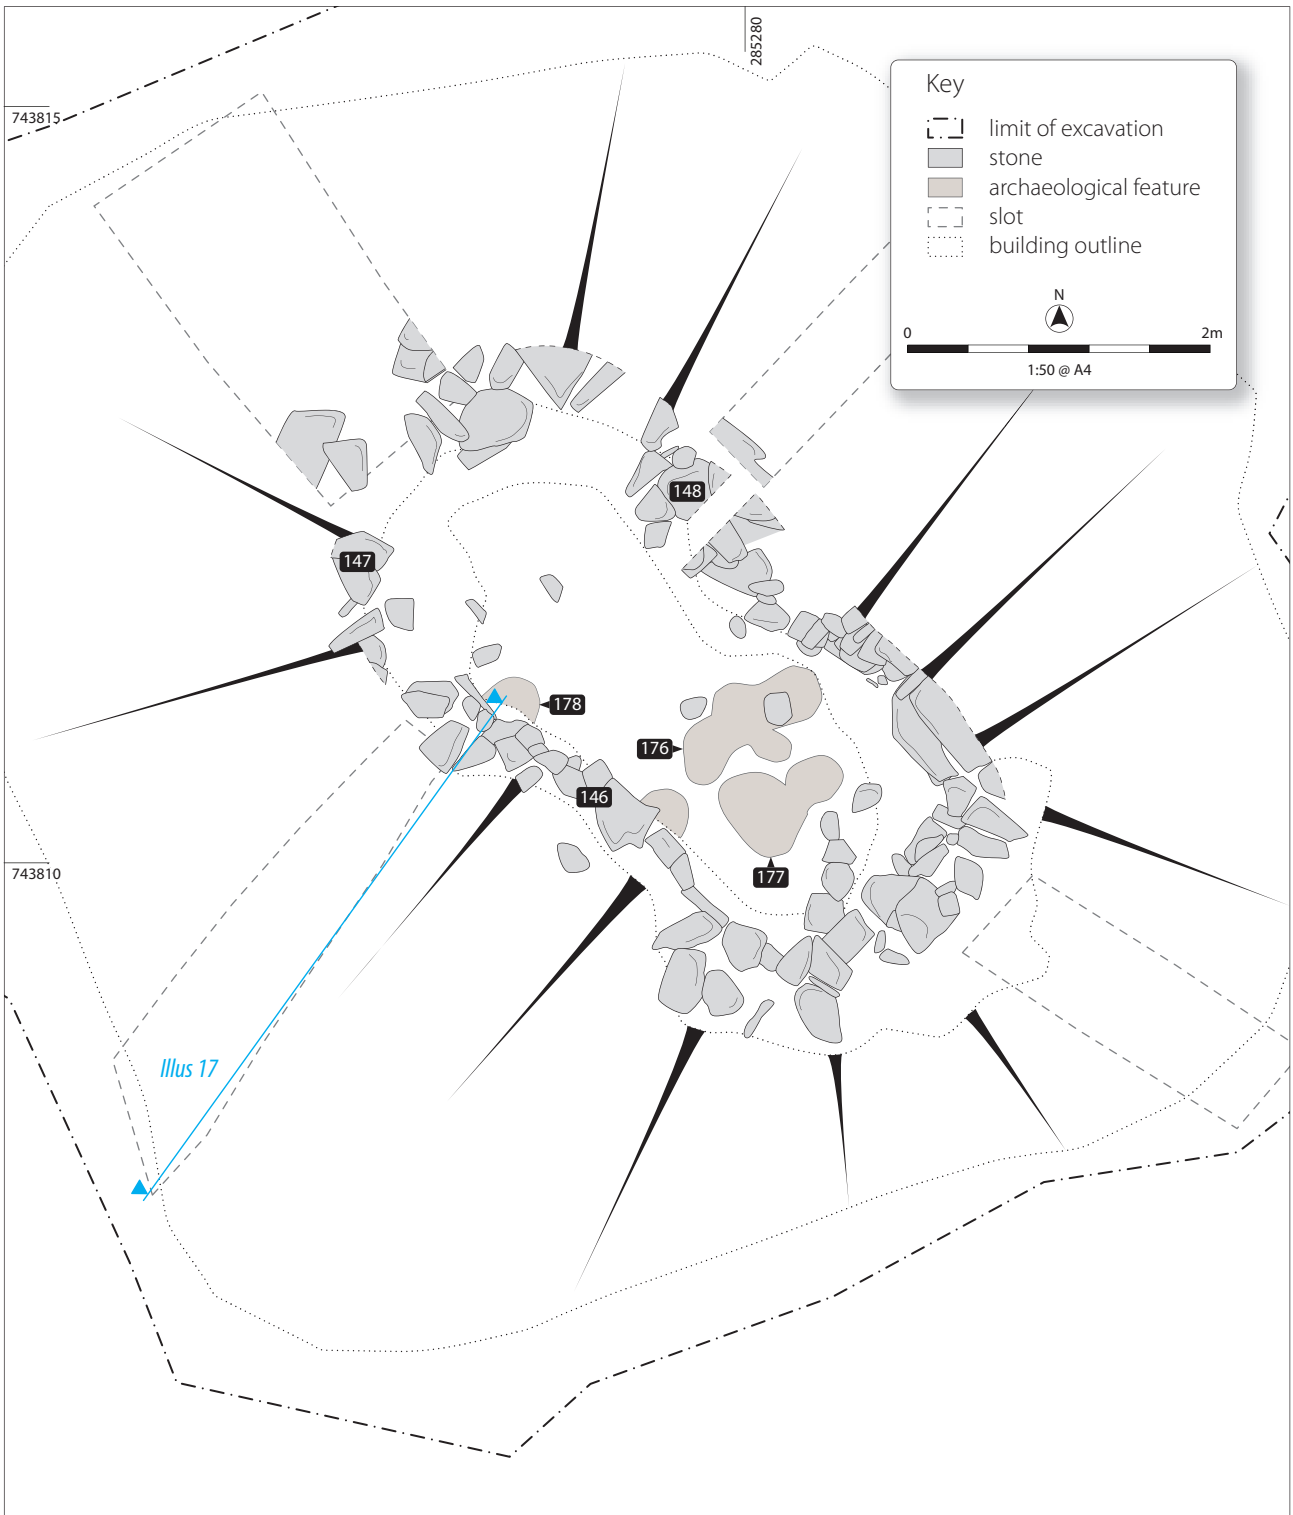 285280
743815
Key
limit of excavation
stone
archaeological feature
slot
building outline
N
0 2m
1:50 @ A4
148
147
178
176
146
177
743810
Illus 17